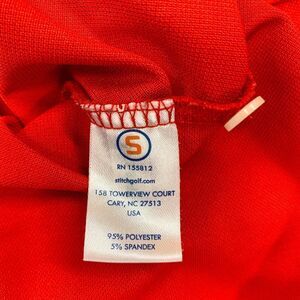 S
RN 155812
stitchgolf.com
158 TOWERVIEW COURT
CARY, NC 27513
USA
95% POLYESTER
5% SPANDEX